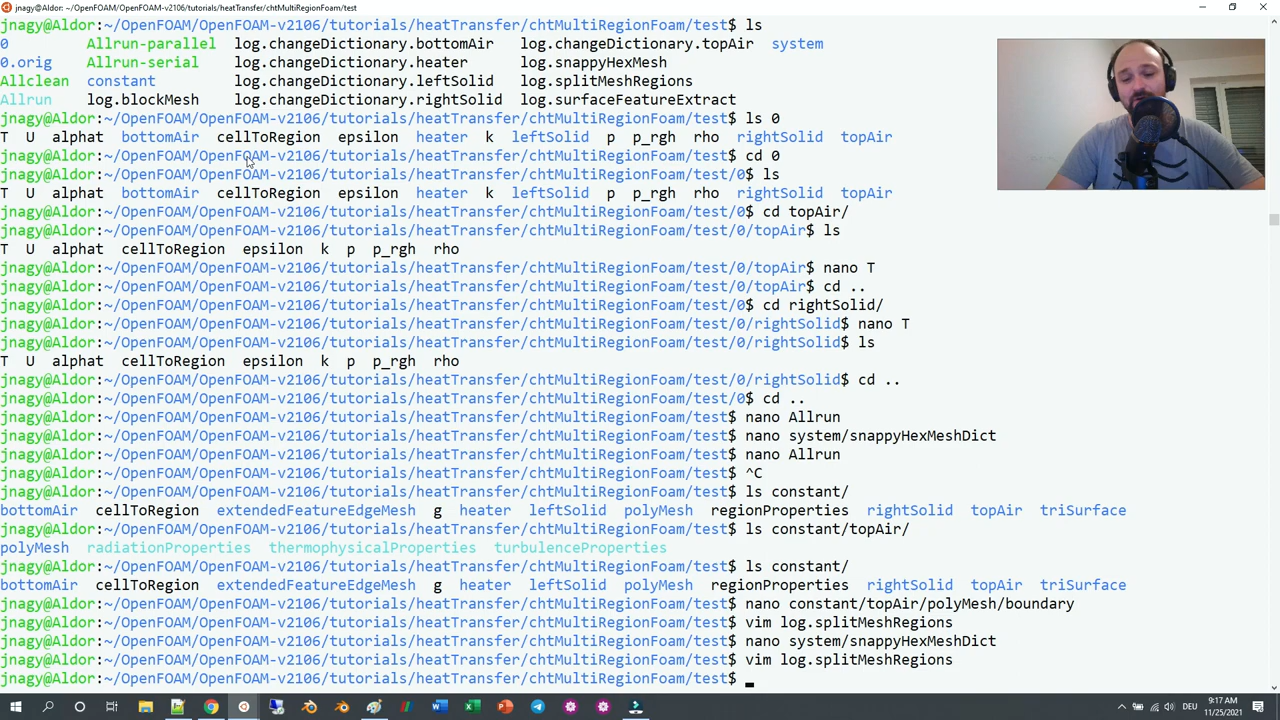 jnagy@Aldor: ~/OpenFOAM/OpenFOAM-v2106/tutorials/heatTransfer/chtMultiRegionFoam/test
jnagy@Aldor:~/OpenFOAM/OpenFOAM-v2106/tutorials/heatTransfer/chtMultiRegionFoam/test$ ls
0 Allrun-parallel log.changeDictionary.bottomAir log.changeDictionary.topAir system
0.orig Allrun-serial log.changeDictionary.heater log.snappyHexMesh
Allclean constant log.changeDictionary.leftSolid log.splitMeshRegions
Allrun log.blockMesh log.changeDictionary.rightSolid log.surfaceFeatureExtract
jnagy@Aldor:~/OpenFOAM/OpenFOAM-v2106/tutorials/heatTransfer/chtMultiRegionFoam/test$ ls 0
T U alphat bottomAir cellToRegion epsilon heater k leftSolid p p_rgh rho rightSolid topAir
jnagy@Aldor:~/OpenFOAM/OpenFOAM-v2106/tutorials/heatTransfer/chtMultiRegionFoam/test$ cd 0
jnagy@Aldor:~/OpenFOAM/OpenFOAM-v2106/tutorials/heatTransfer/chtMultiRegionFoam/test/0$ ls
T U alphat bottomAir cellToRegion epsilon heater k leftSolid p p_rgh rho rightSolid topAir
jnagy@Aldor:~/OpenFOAM/OpenFOAM-v2106/tutorials/heatTransfer/chtMultiRegionFoam/test/0$ cd topAir/
jnagy@Aldor:~/OpenFOAM/OpenFOAM-v2106/tutorials/heatTransfer/chtMultiRegionFoam/test/0/topAir$ ls
T U alphat cellToRegion epsilon k p p_rgh rho
jnagy@Aldor:~/OpenFOAM/OpenFOAM-v2106/tutorials/heatTransfer/chtMultiRegionFoam/test/0/topAir$ nano T
jnagy@Aldor:~/OpenFOAM/OpenFOAM-v2106/tutorials/heatTransfer/chtMultiRegionFoam/test/0/topAir$ cd ..
jnagy@Aldor:~/OpenFOAM/OpenFOAM-v2106/tutorials/heatTransfer/chtMultiRegionFoam/test/0$ cd rightSolid/
jnagy@Aldor:~/OpenFOAM/OpenFOAM-v2106/tutorials/heatTransfer/chtMultiRegionFoam/test/0/rightSolid$ nano T
jnagy@Aldor:~/OpenFOAM/OpenFOAM-v2106/tutorials/heatTransfer/chtMultiRegionFoam/test/0/rightSolid$ ls
T U alphat cellToRegion epsilon k p p_rgh rho
jnagy@Aldor:~/OpenFOAM/OpenFOAM-v2106/tutorials/heatTransfer/chtMultiRegionFoam/test/0/rightSolid$ cd ..
jnagy@Aldor:~/OpenFOAM/OpenFOAM-v2106/tutorials/heatTransfer/chtMultiRegionFoam/test/0$ cd ..
jnagy@Aldor:~/OpenFOAM/OpenFOAM-v2106/tutorials/heatTransfer/chtMultiRegionFoam/test$ nano Allrun
jnagy@Aldor:~/OpenFOAM/OpenFOAM-v2106/tutorials/heatTransfer/chtMultiRegionFoam/test$ nano system/snappyHexMeshDict
jnagy@Aldor:~/OpenFOAM/OpenFOAM-v2106/tutorials/heatTransfer/chtMultiRegionFoam/test$ nano Allrun
jnagy@Aldor:~/OpenFOAM/OpenFOAM-v2106/tutorials/heatTransfer/chtMultiRegionFoam/test$ ^C
jnagy@Aldor:~/OpenFOAM/OpenFOAM-v2106/tutorials/heatTransfer/chtMultiRegionFoam/test$ ls constant/
bottomAir cellToRegion extendedFeatureEdgeMesh g heater leftSolid polyMesh regionProperties rightSolid topAir triSurface
jnagy@Aldor:~/OpenFOAM/OpenFOAM-v2106/tutorials/heatTransfer/chtMultiRegionFoam/test$ ls constant/topAir/
polyMesh radiationProperties thermophysicalProperties turbulenceProperties
jnagy@Aldor:~/OpenFOAM/OpenFOAM-v2106/tutorials/heatTransfer/chtMultiRegionFoam/test$ ls constant/
bottomAir cellToRegion extendedFeatureEdgeMesh g heater leftSolid polyMesh regionProperties rightSolid topAir triSurface
jnagy@Aldor:~/OpenFOAM/OpenFOAM-v2106/tutorials/heatTransfer/chtMultiRegionFoam/test$ nano constant/topAir/polyMesh/boundary
jnagy@Aldor:~/OpenFOAM/OpenFOAM-v2106/tutorials/heatTransfer/chtMultiRegionFoam/test$ vim log.splitMeshRegions
jnagy@Aldor:~/OpenFOAM/OpenFOAM-v2106/tutorials/heatTransfer/chtMultiRegionFoam/test$ nano system/snappyHexMeshDict
jnagy@Aldor:~/OpenFOAM/OpenFOAM-v2106/tutorials/heatTransfer/chtMultiRegionFoam/test$ vim log.splitMeshRegions
jnagy@Aldor:~/OpenFOAM/OpenFOAM-v2106/tutorials/heatTransfer/chtMultiRegionFoam/test$
DEU
9:17 AM
11/25/2021